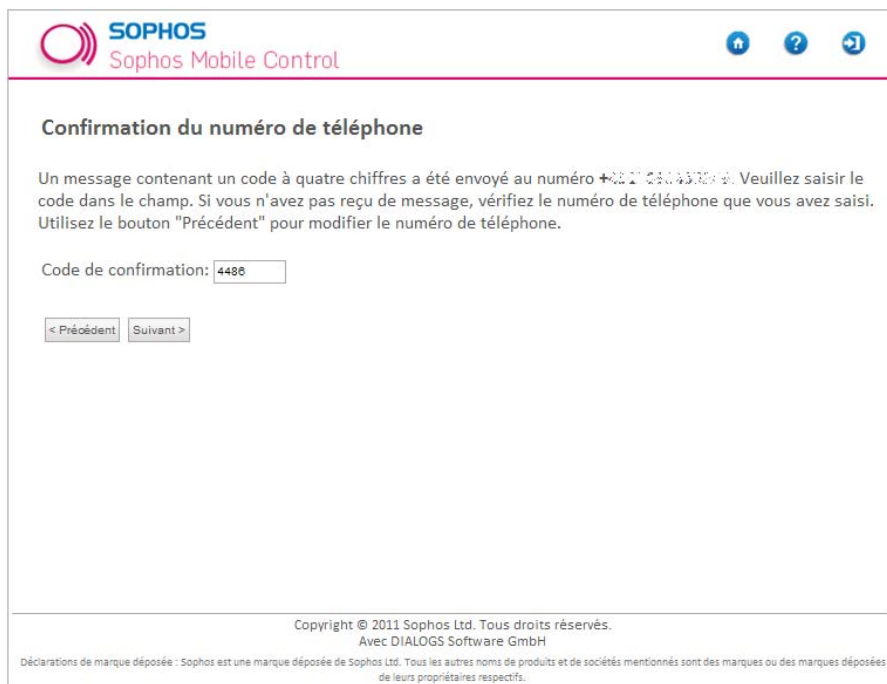 SOPHOS
Sophos Mobile Control
Confirmation du numéro de téléphone
Un message contenant un code à quatre chiffres a été envoyé au numéro Veuillez saisir le
code dans le champ. Si vous n'avez pas reçu de message, vérifiez le numéro de téléphone que vous avez saisi.
Utilisez le bouton "Précédent" pour modifier le numéro de téléphone.
Code de confirmation: 4486
< Précédent Suivant >
Copyright © 2011 Sophos Ltd. Tous droits réservés.
Avec DIALOGS Software GmbH
Déclarations de marque déposée : Sophos est une marque déposée de Sophos Ltd. Tous les autres noms de produits et de sociétés mentionnés sont des marques ou des marques déposées
de leurs propriétaires respectifs.